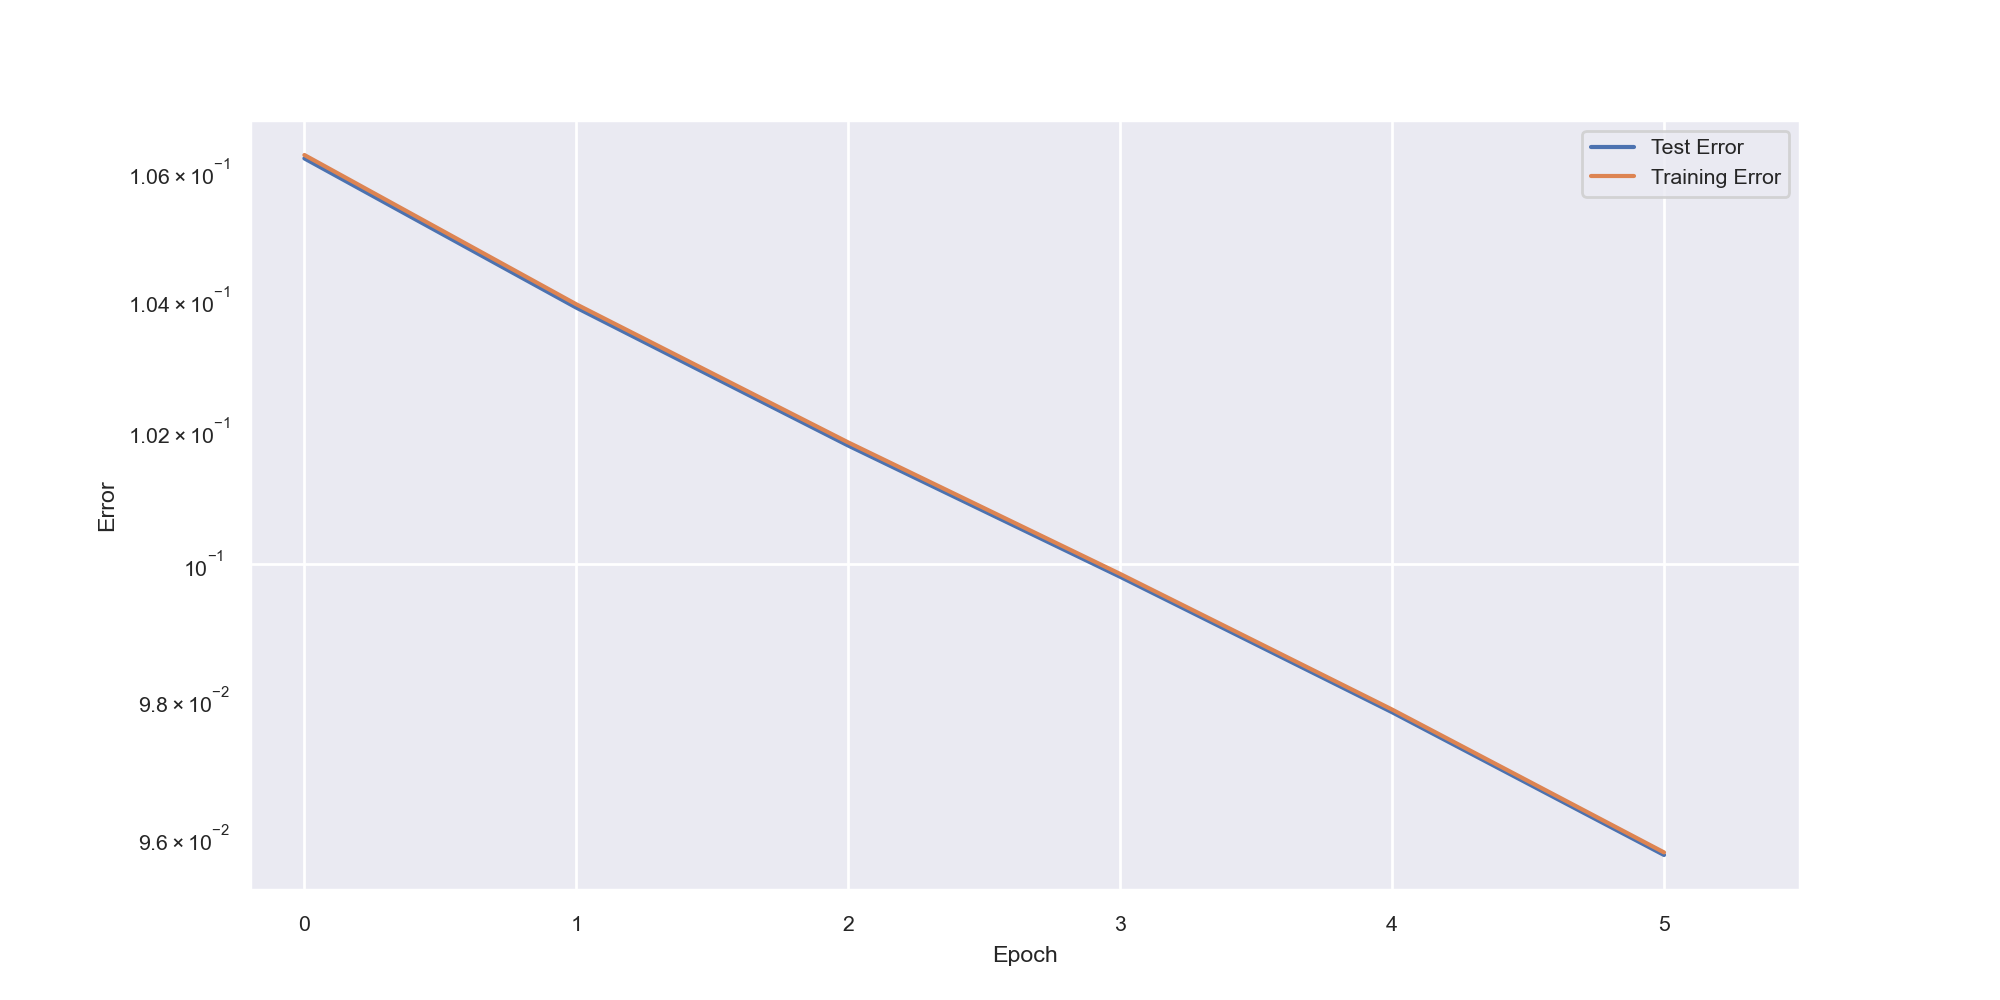 Test Error
Training Error
1.06 × 10⁻¹
1.04 × 10⁻¹
1.02 × 10⁻¹
10⁻¹
9.8 × 10⁻²
9.6 × 10⁻²
Error
0 1 2 3 4 5
Epoch